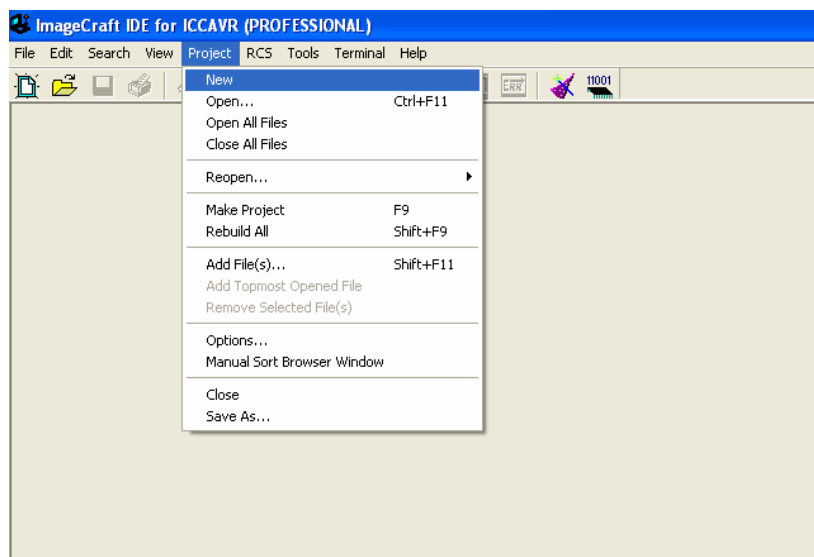 ImageCraft IDE for ICCAVR (PROFESSIONAL)
File Edit Search View Project RCS Tools Terminal Help
New
ERR
11001
Open... Ctrl+F11
Open All Files
Close All Files
Reopen...
Make Project F9
Rebuild All Shift+F9
Add File(s)... Shift+F11
Add Topmost Opened File
Remove Selected File(s)
Options...
Manual Sort Browser Window
Close
Save As...